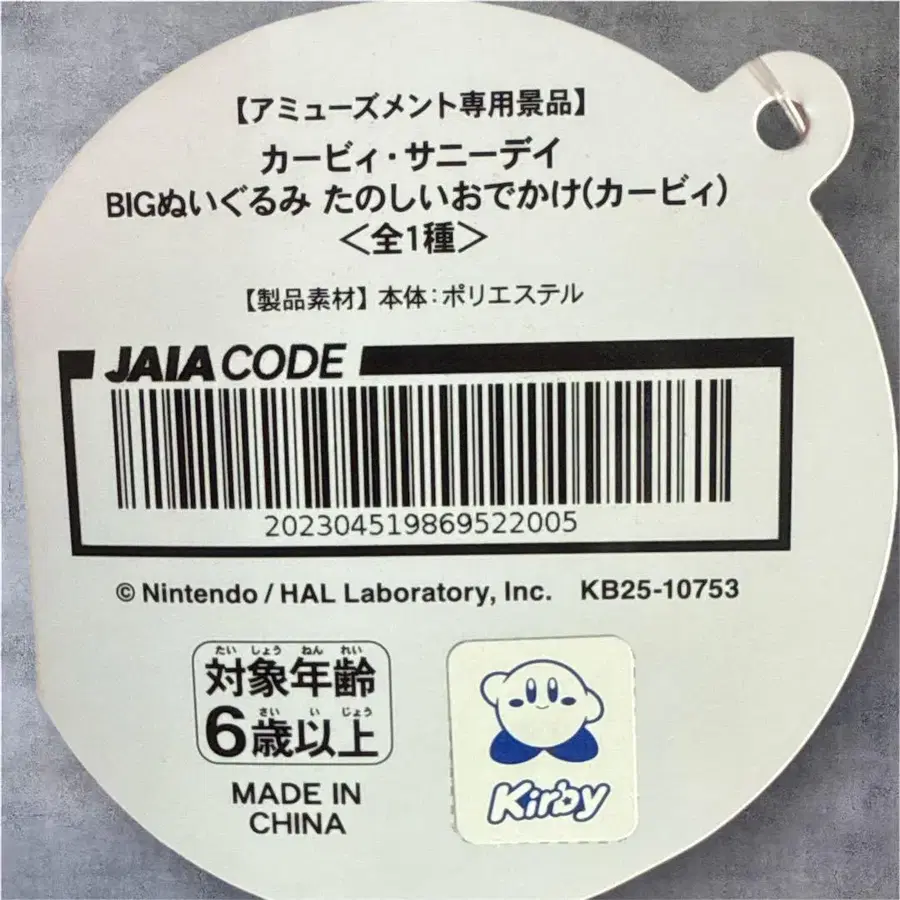 【アミューズメント専用景品】
カービィ・サニーデイ
BIGぬいぐるみ たのしいおでかけ(カービィ)
＜全1種＞
【製品素材】本体：ポリエステル
JAIA CODE
202304519869522005
© Nintendo / HAL Laboratory, Inc. KB25-10753
たい しょう ねん れい
対象年齢
さい い じょう
6歳以上
MADE IN
CHINA
Kirby